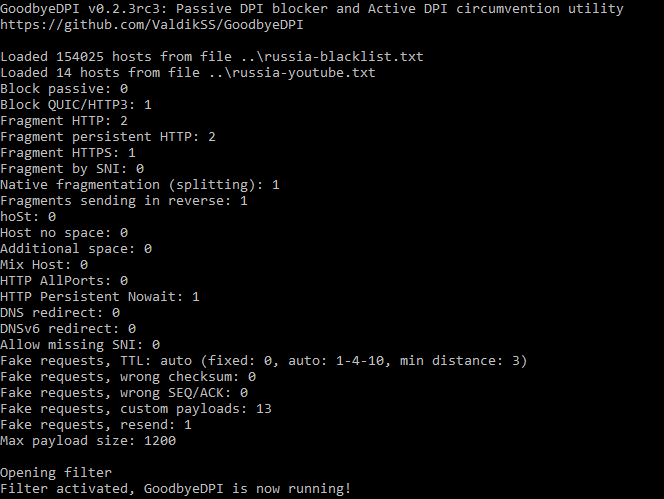 GoodbyeDPI v0.2.3rc3: Passive DPI blocker and Active DPI circumvention utility
https://github.com/ValdikSS/GoodbyeDPI
Loaded 154025 hosts from file ..\russia-blacklist.txt
Loaded 14 hosts from file ..\russia-youtube.txt
Block passive: 0
Block QUIC/HTTP3: 1
Fragment HTTP: 2
Fragment persistent HTTP: 2
Fragment HTTPS: 1
Fragment by SNI: 0
Native fragmentation (splitting): 1
Fragments sending in reverse: 1
hoSt: 0
Host no space: 0
Additional space: 0
Mix Host: 0
HTTP AllPorts: 0
HTTP Persistent Nowait: 1
DNS redirect: 0
DNSv6 redirect: 0
Allow missing SNI: 0
Fake requests, TTL: auto (fixed: 0, auto: 1-4-10, min distance: 3)
Fake requests, wrong checksum: 0
Fake requests, wrong SEQ/ACK: 0
Fake requests, custom payloads: 13
Fake requests, resend: 1
Max payload size: 1200
Opening filter
Filter activated, GoodbyeDPI is now running!